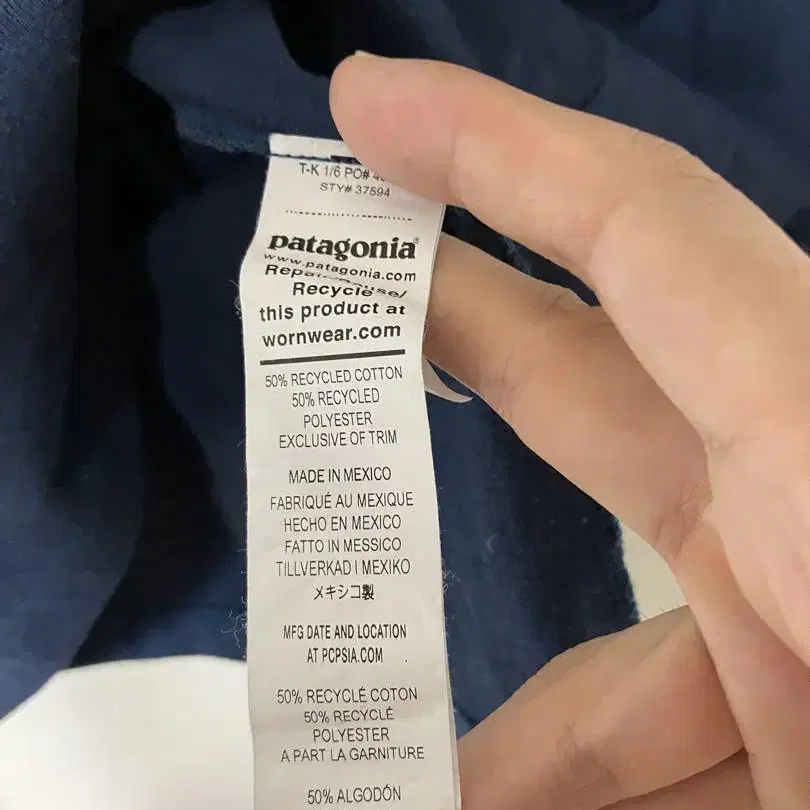 T-K 1/6 PO#
STY# 37594
patagonia®
www.patagonia.com
Recycle
this product at
wornwear.com
50% RECYCLED COTTON
50% RECYCLED
POLYESTER
EXCLUSIVE OF TRIM
MADE IN MEXICO
FABRIQUÉ AU MEXIQUE
HECHO EN MEXICO
FATTO IN MESSICO
TILLVERKAD I MEXIKO
メキシコ製
MFG DATE AND LOCATION
AT PCPSIA.COM
50% RECYCLÉ COTON
50% RECYCLÉ
POLYESTER
A PART LA GARNITURE
50% ALGODÓN